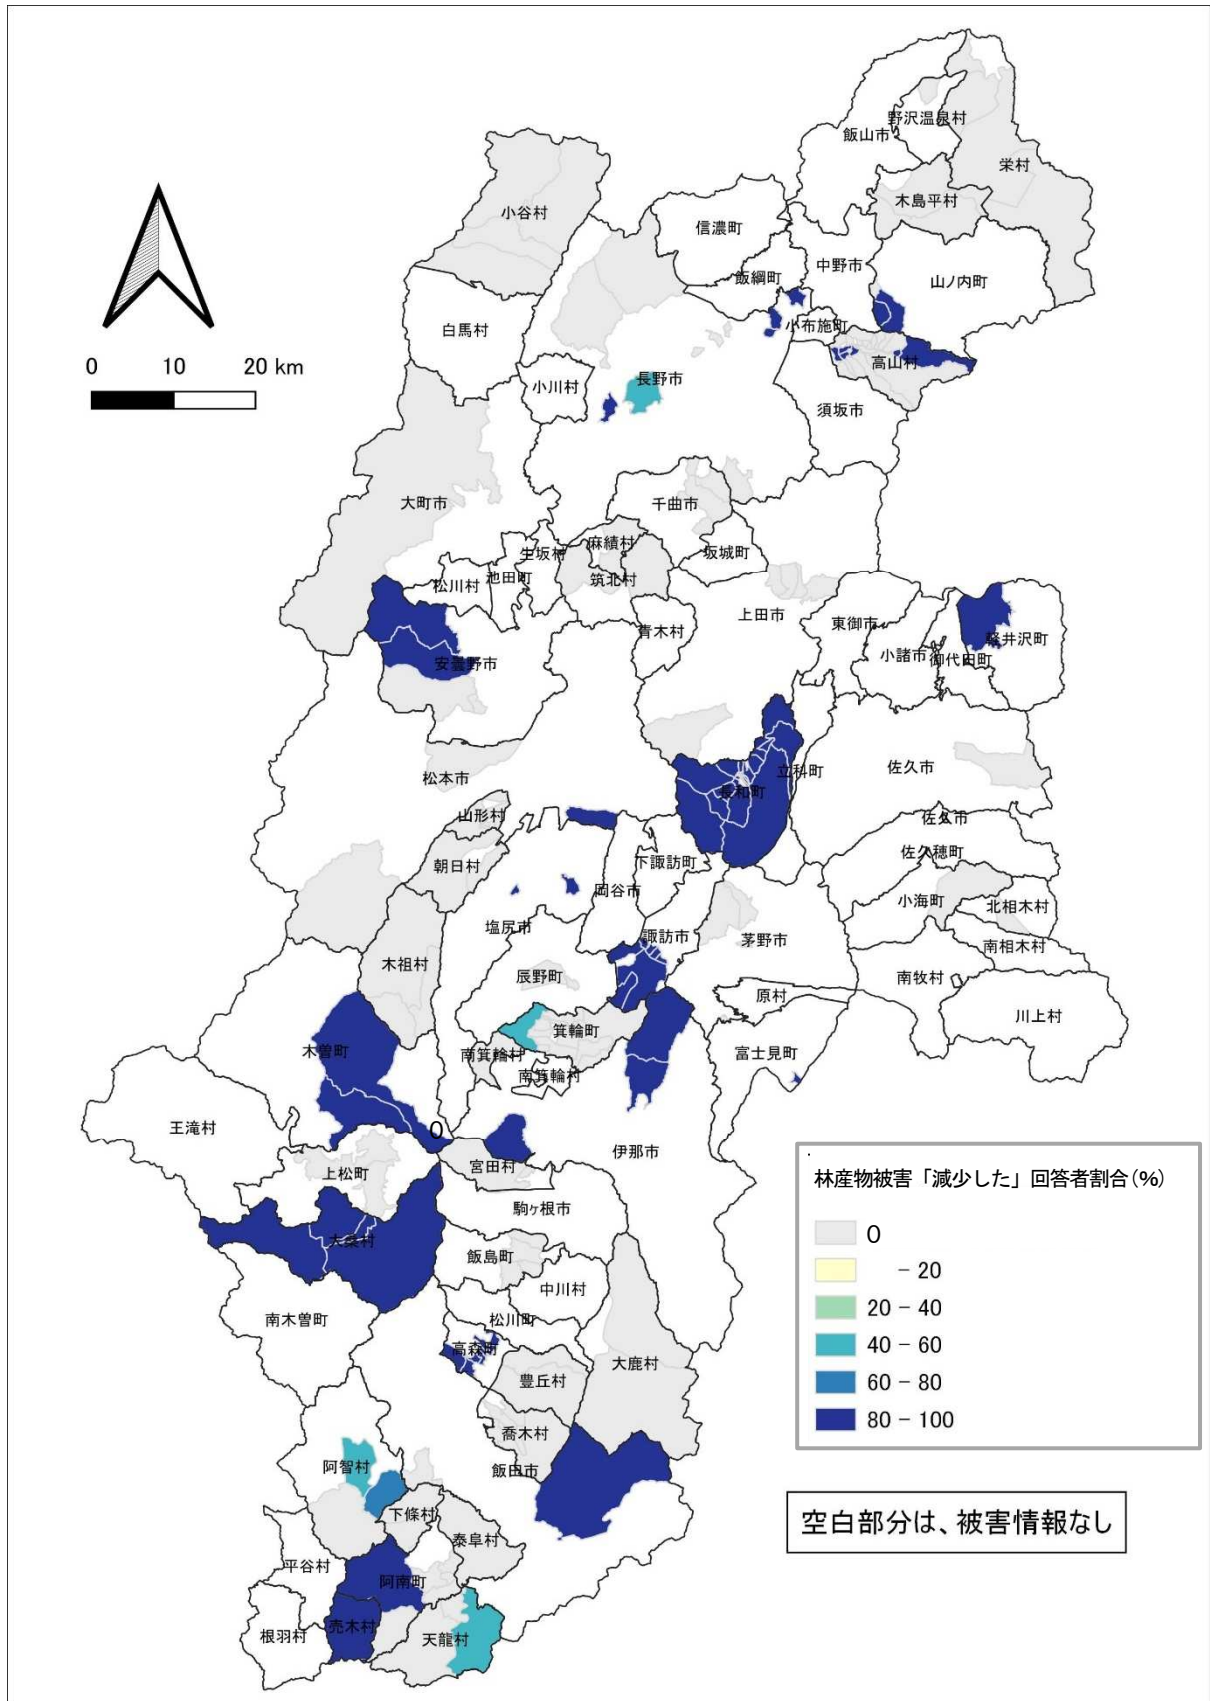 野沢温泉村
飯山市
栄村
木島平村
小谷村
信濃町
中野市
飯綱町
山ノ内町
白馬村
小布施町
高山村
0 10 20 km
小川村
長野市
須坂市
大町市
千曲市
麻績村
生坂村
坂城町
筑北村
池田町
松川村
上田市
東御市
青木村
軽井沢町
小諸市
御代田町
安曇野市
佐久市
立科町
松本市
長和町
山形村
佐久市
佐久穂町
朝日村
下諏訪町
岡谷市
小海町
北相木村
塩尻市
諏訪市
茅野市
南相木村
木祖村
辰野町
南牧村
原村
川上村
箕輪町
木曽町
南箕輪村
富士見町
南箕輪村
王滝村
0
伊那市
宮田村
上松町
駒ヶ根市
大桑村
飯島町
中川村
南木曽町
松川町
高森町
大鹿村
豊丘村
喬木村
飯田市
阿智村
下條村
泰阜村
平谷村
阿南町
売木村
根羽村
天龍村
林産物被害「減少した」回答者割合(%)
0
- 20
20 - 40
40 - 60
60 - 80
80 - 100
空白部分は、被害情報なし